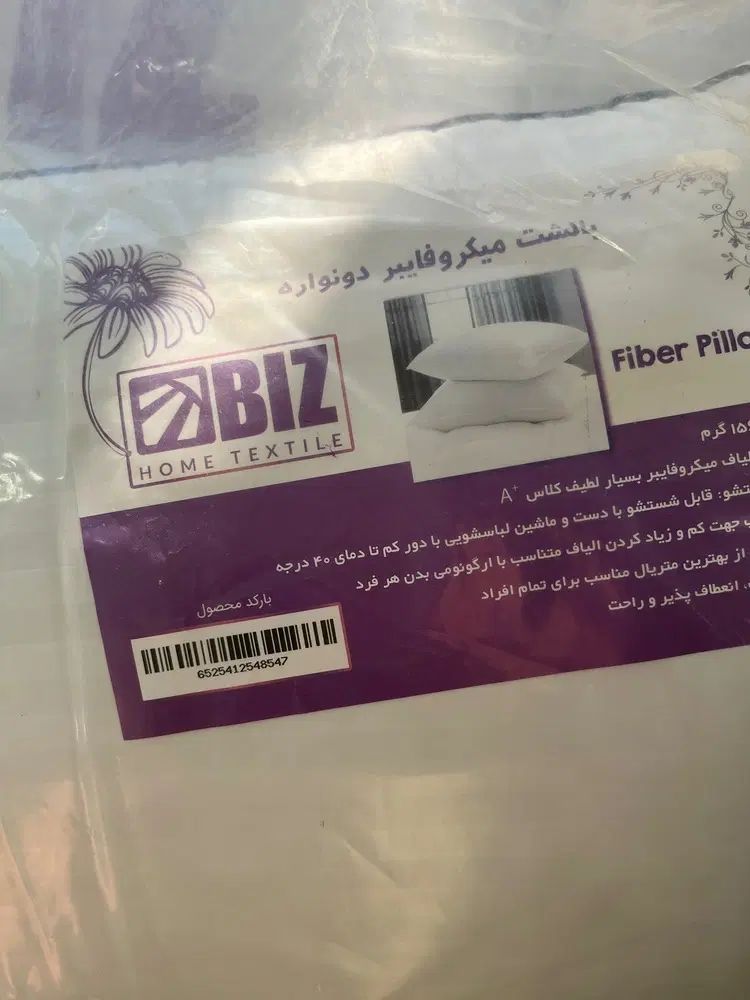 بالشت میکروفایبر دونواره
BIZ
HOME TEXTILE
Fiber
گرم
الیاف میکروفایبر بسیار لطیف کلاس A+
قابل شستشو با دست و ماشین لباسشویی با دور کم تا دمای ۴۰ درجه
جهت کم و زیاد کردن الیاف متناسب با ارگونومی بدن هر فرد
از بهترین متریال مناسب برای تمام افراد
انعطاف پذیر و راحت
بارکد محصول
6525412548547